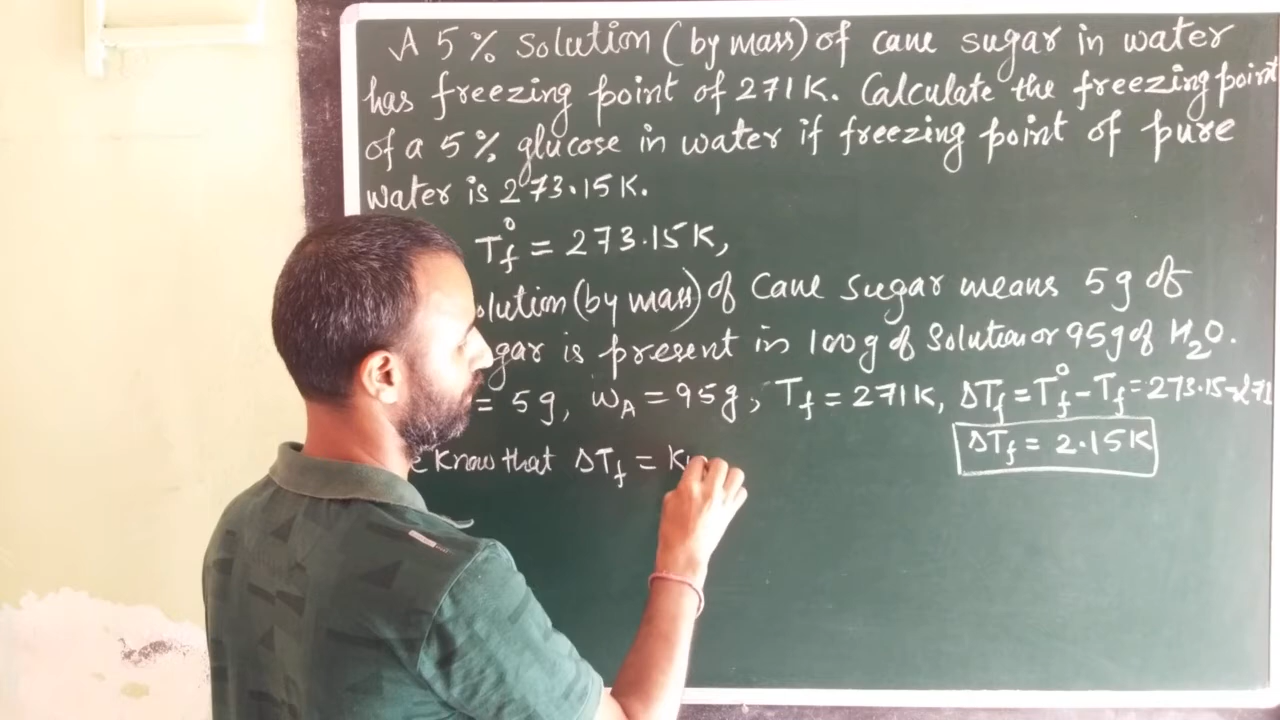 A 5% Solution (by mass) of cane sugar in water
has freezing point of 271K. Calculate the freezing point
of a 5% glucose in water if freezing point of pure
water is 273.15K.
T°f = 273.15K,
olution (by mass) of Cane Sugar means 5g of
gar is present in 100g of Solution or 95g of H₂O.
= 5g, WA = 95g, Tf = 271K, ΔTf = T°f - Tf = 273.15-271
ΔTf = 2.15K
e know that ΔTf = K